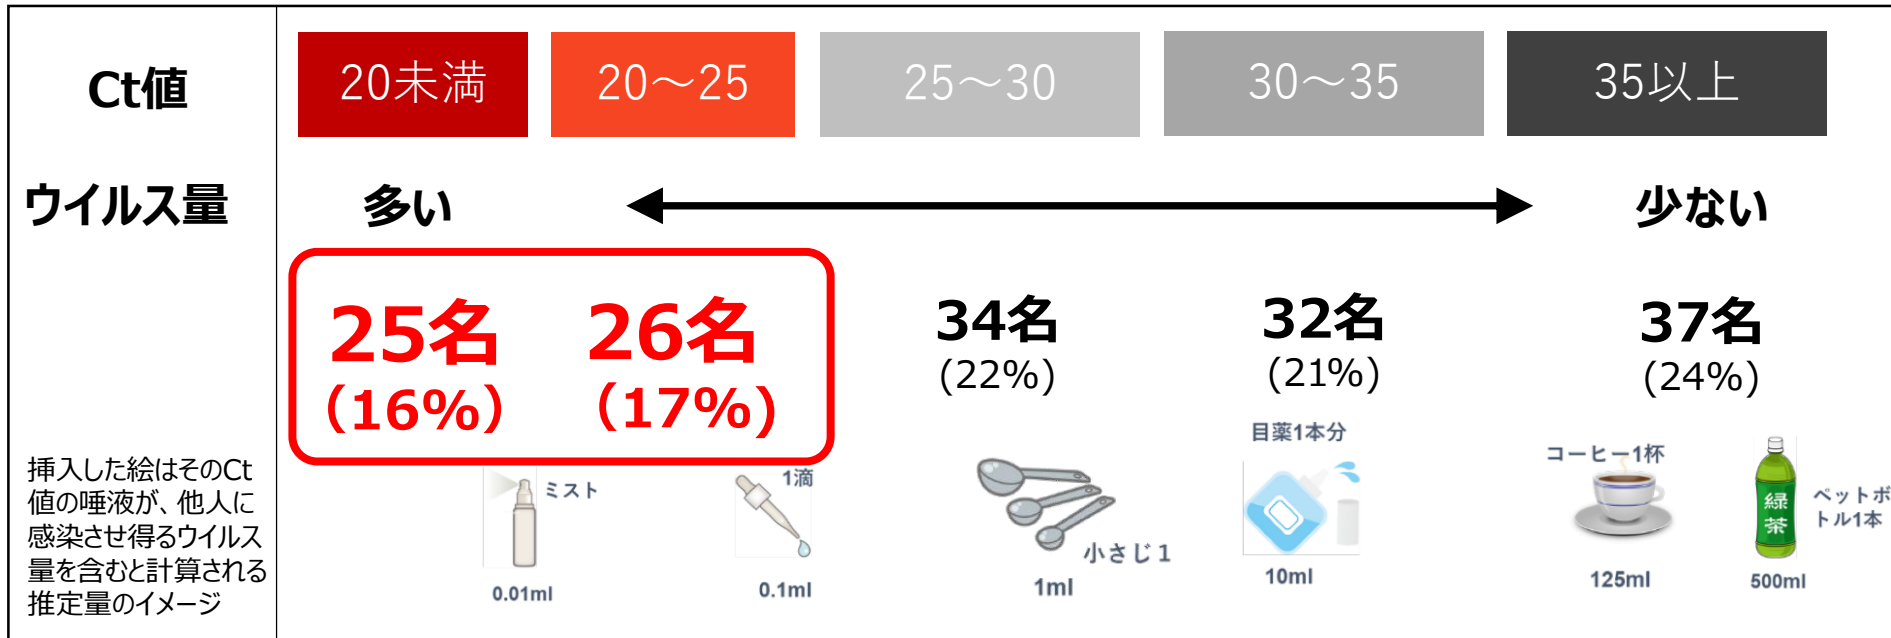 Ct値
20未満
20～25
25～30
30～35
35以上
ウイルス量
多い
少ない
25名
(16%)
26名
(17%)
34名
(22%)
32名
(21%)
37名
(24%)
挿入した絵はそのCt
値の唾液が、他人に
感染させ得るウイルス
量を含むと計算される
推定量のイメージ
ミスト
0.01ml
1滴
0.1ml
小さじ１
1ml
目薬1本分
10ml
コーヒー1杯
125ml
緑
茶
ペットボ
トル1本
500ml